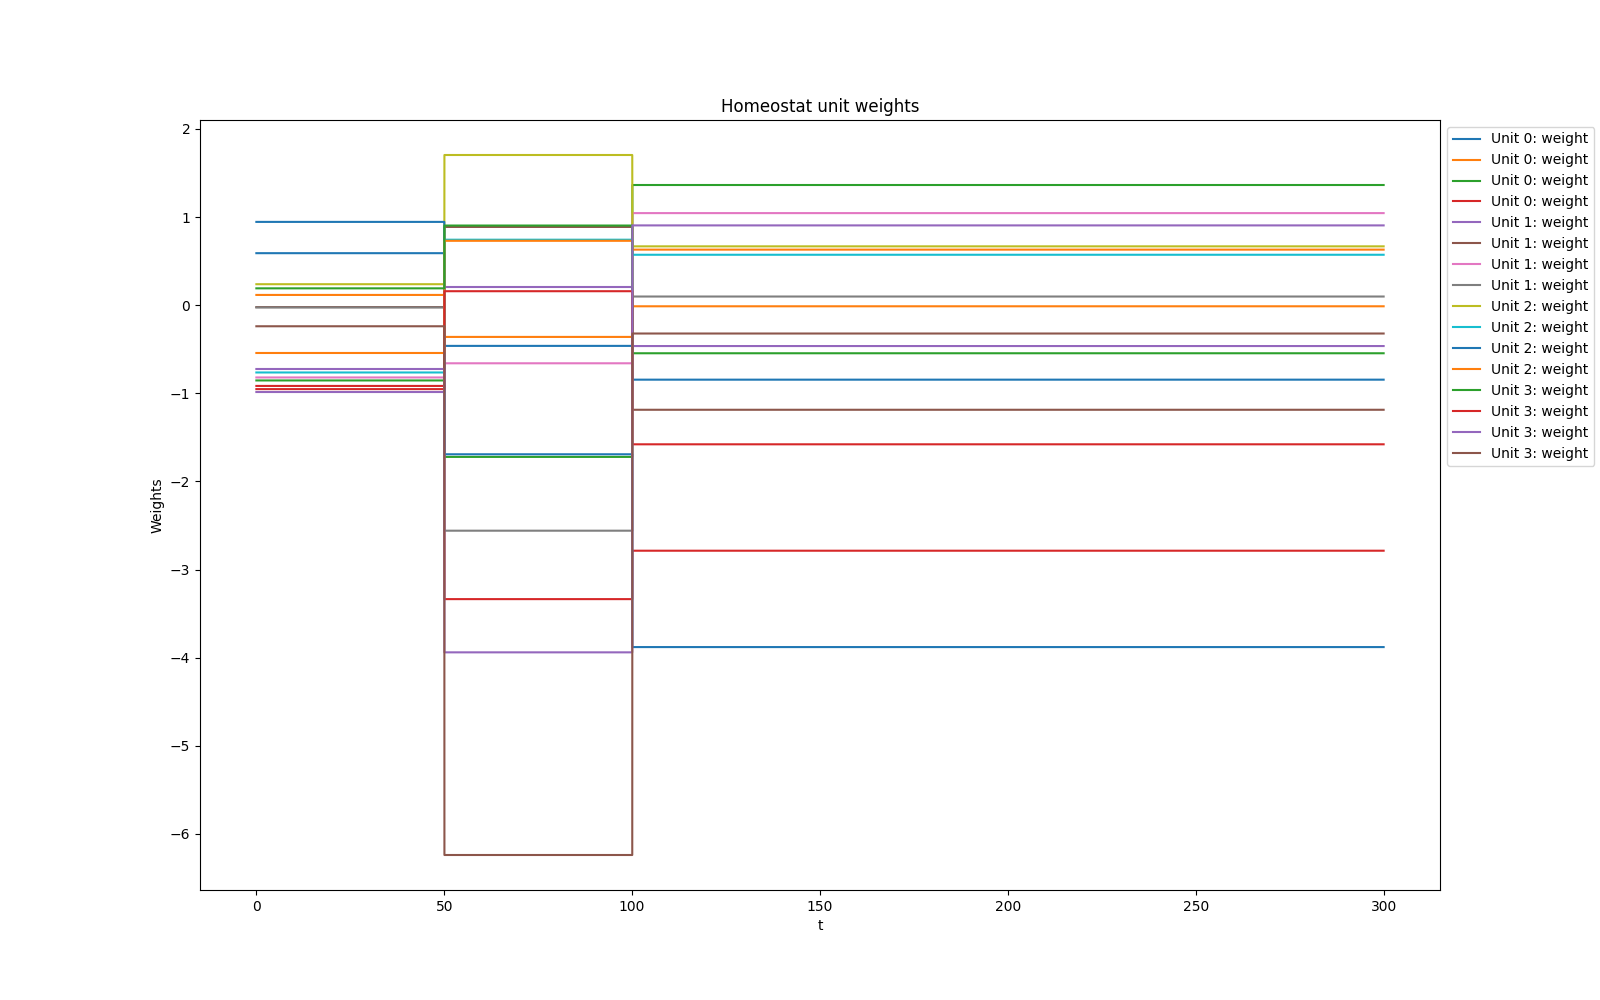 Homeostat unit weights
2
1
0
−1
−2
−3
−4
−5
−6
Weights
0
50
100
150
200
250
300
t
Unit 0: weight
Unit 0: weight
Unit 0: weight
Unit 0: weight
Unit 1: weight
Unit 1: weight
Unit 1: weight
Unit 1: weight
Unit 2: weight
Unit 2: weight
Unit 2: weight
Unit 2: weight
Unit 3: weight
Unit 3: weight
Unit 3: weight
Unit 3: weight